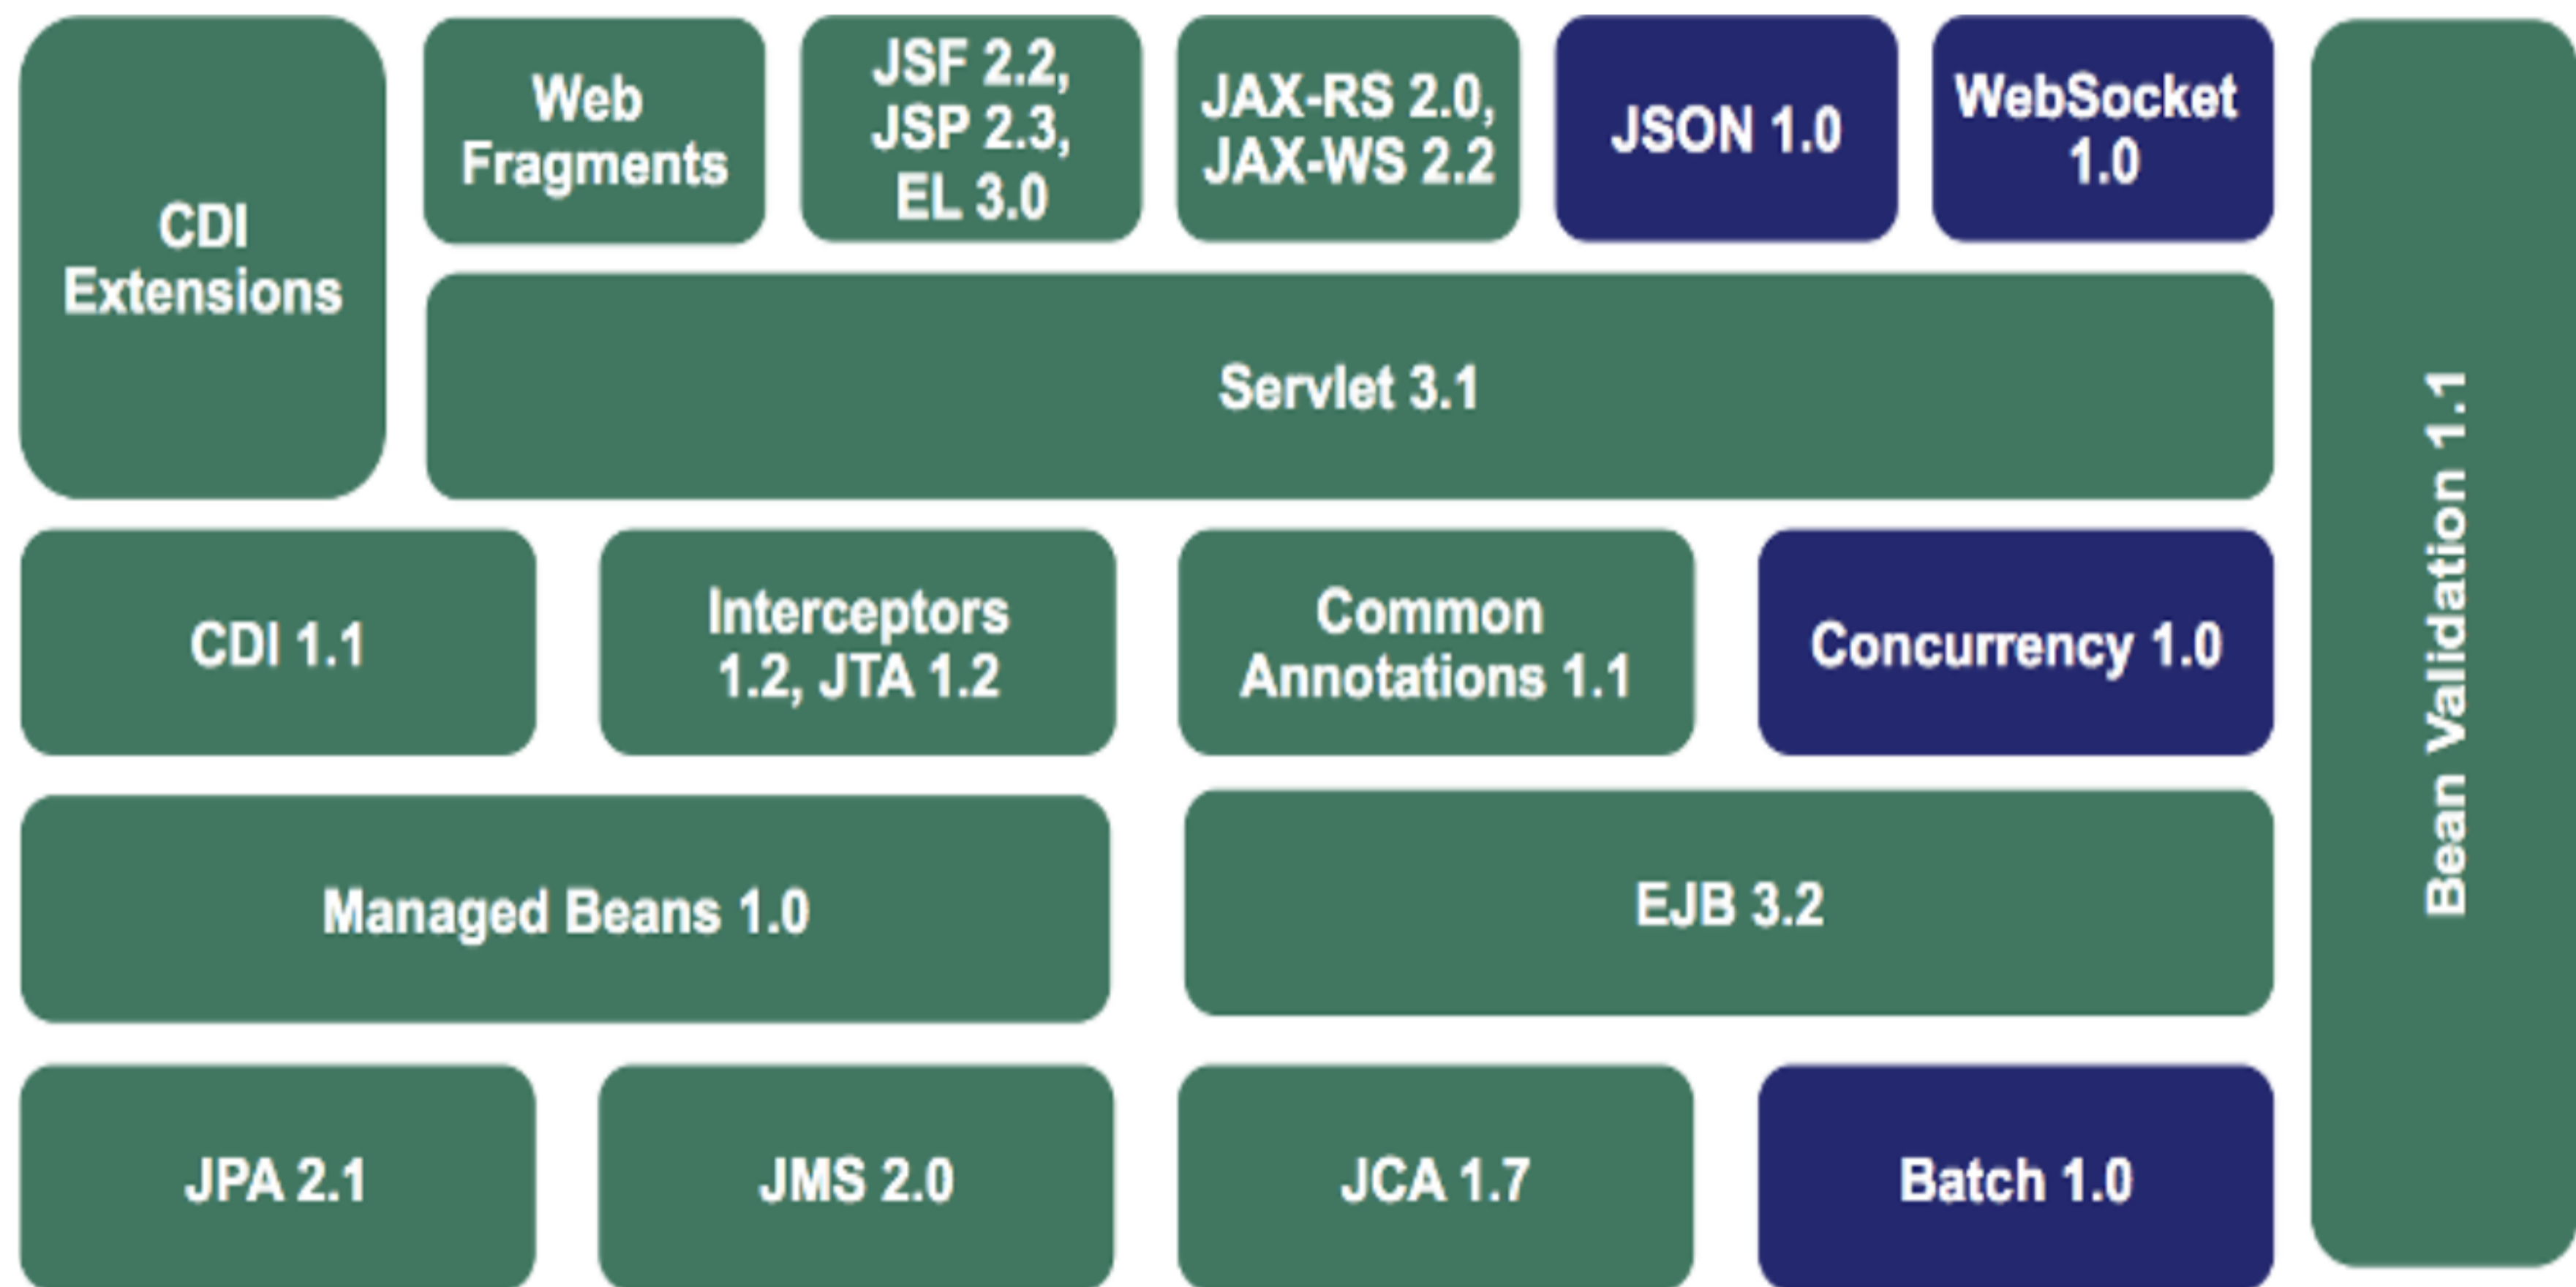 CDI
Extensions
Web
Fragments
JSF 2.2,
JSP 2.3,
EL 3.0
JAX-RS 2.0,
JAX-WS 2.2
JSON 1.0
WebSocket
1.0
Servlet 3.1
CDI 1.1
Interceptors
1.2, JTA 1.2
Common
Annotations 1.1
Concurrency 1.0
Managed Beans 1.0
EJB 3.2
JPA 2.1
JMS 2.0
JCA 1.7
Batch 1.0
Bean Validation 1.1